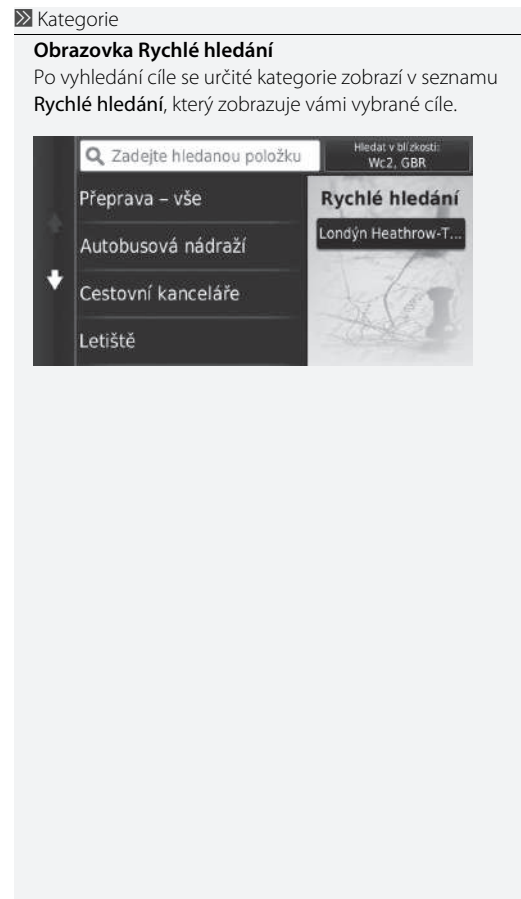 Kategorie
Obrazovka Rychlé hledání
Po vyhledání cíle se určité kategorie zobrazí v seznamu
Rychlé hledání, který zobrazuje vámi vybrané cíle.
Zadejte hledanou položku
Hledat v blízkosti:
Wc2, GBR
Přeprava – vše
Rychlé hledání
Londýn Heathrow-T...
Autobusová nádraží
Cestovní kanceláře
Letiště